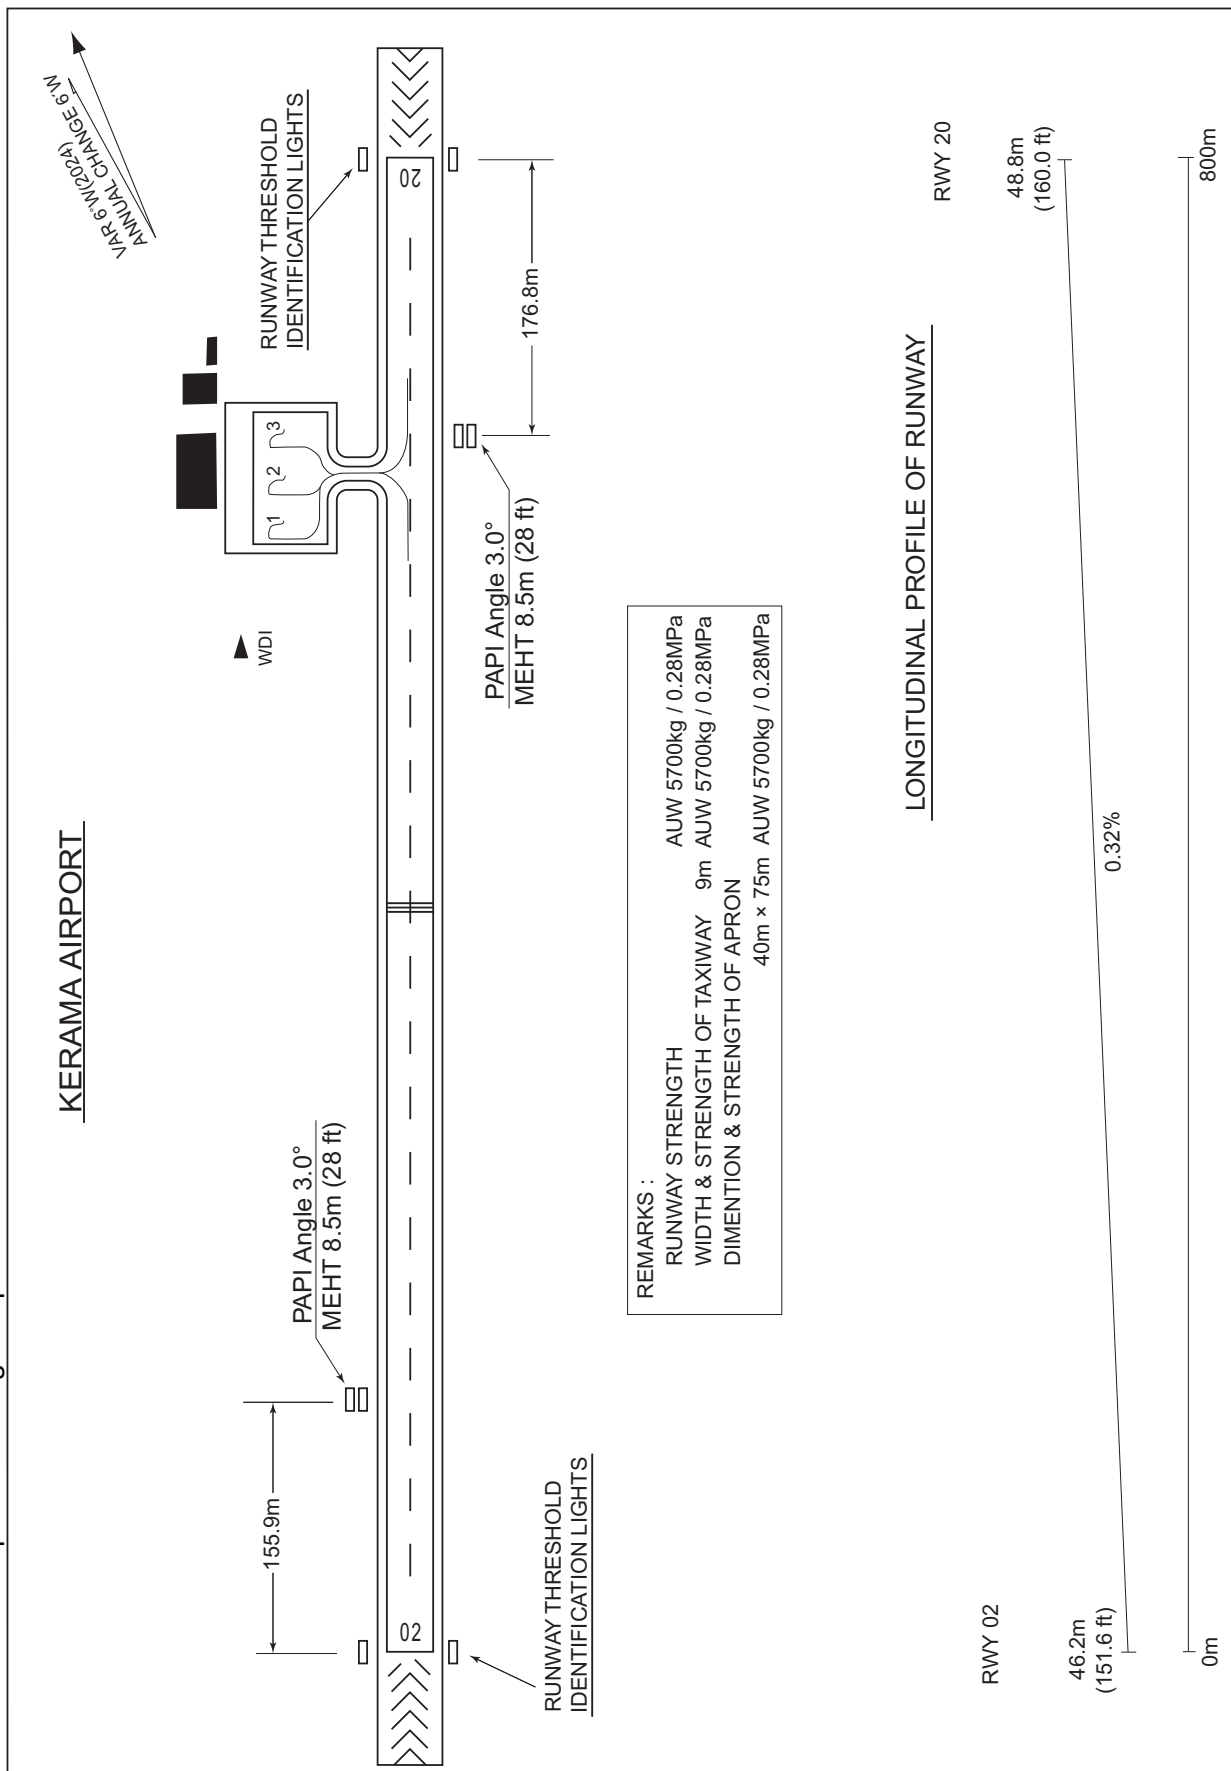 KERAMA AIRPORT
VAR 6°W(2024)
ANNUAL CHANGE 6'W
RUNWAY THRESHOLD
IDENTIFICATION LIGHTS
1
2
3
WDI
PAPI Angle 3.0°
MEHT 8.5m (28 ft)
155.9m
02
20
176.8m
PAPI Angle 3.0°
MEHT 8.5m (28 ft)
RUNWAY THRESHOLD
IDENTIFICATION LIGHTS
REMARKS :
RUNWAY STRENGTH AUW 5700kg / 0.28MPa
WIDTH & STRENGTH OF TAXIWAY 9m AUW 5700kg / 0.28MPa
DIMENTION & STRENGTH OF APRON
40m × 75m AUW 5700kg / 0.28MPa
LONGITUDINAL PROFILE OF RUNWAY
RWY 02
RWY 20
46.2m
(151.6 ft)
48.8m
(160.0 ft)
0.32%
0m
800m